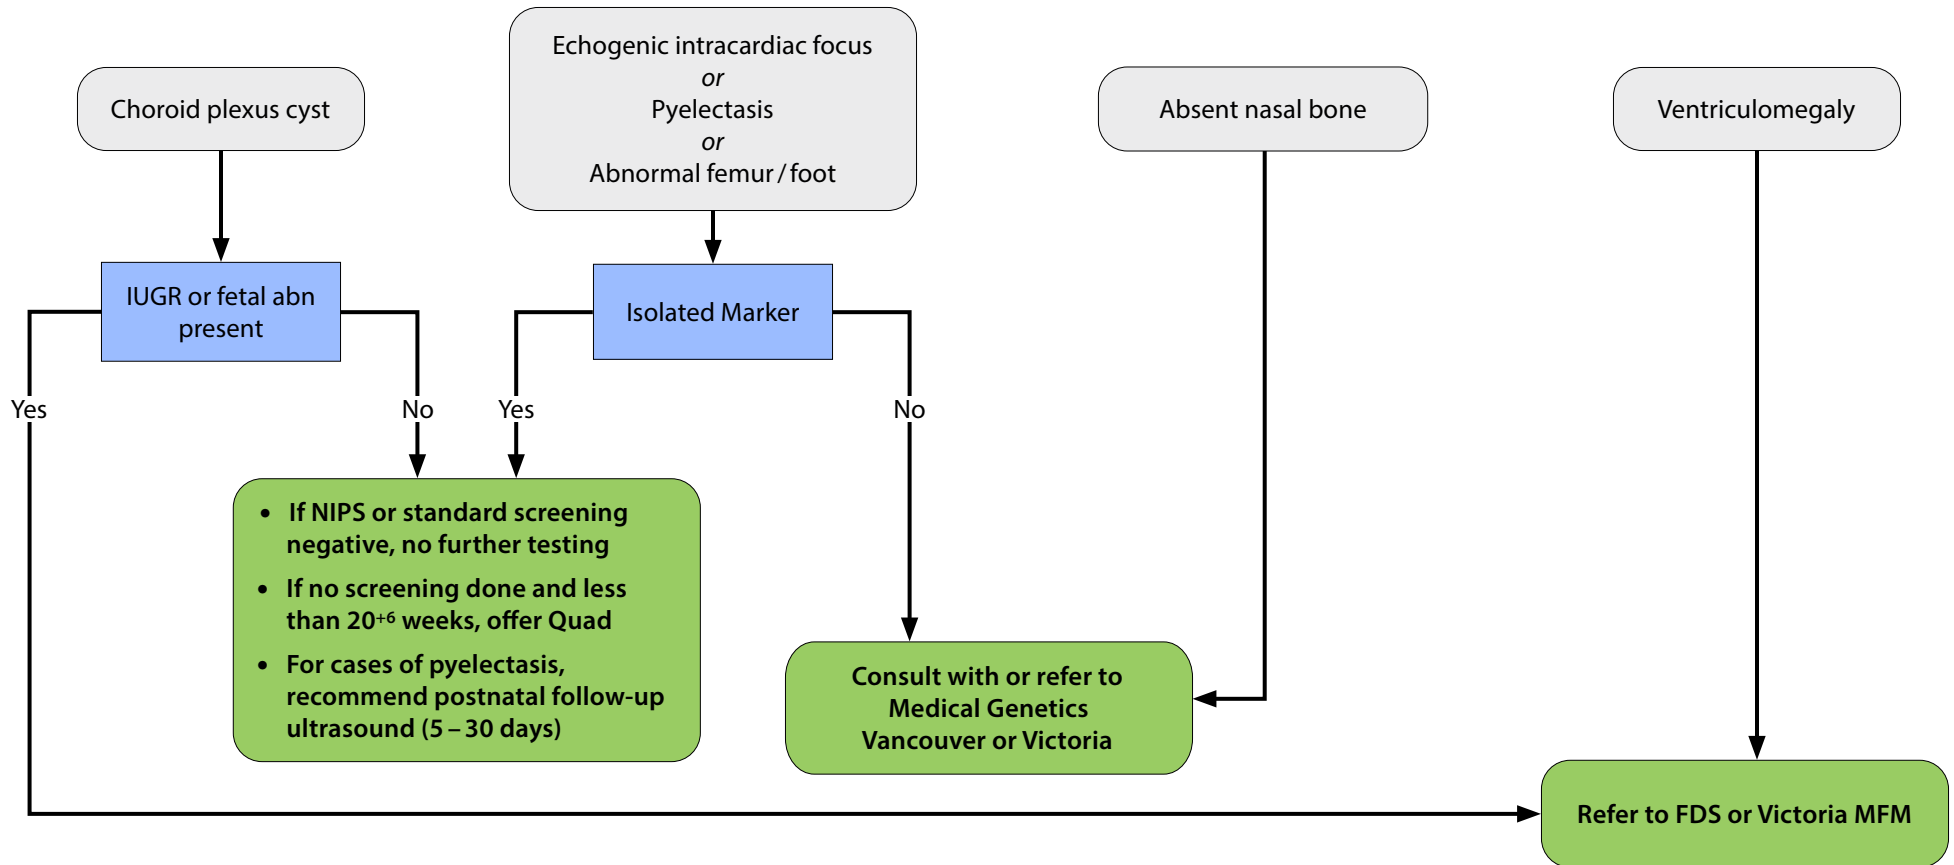 Choroid plexus cyst
Echogenic intracardiac focus
or
Pyelectasis
or
Abnormal femur / foot
Absent nasal bone
Ventriculomegaly
IUGR or fetal abn
present
Isolated Marker
Yes
No
Yes
No
• If NIPS or standard screening
negative, no further testing
• If no screening done and less
than 20+6 weeks, offer Quad
• For cases of pyelectasis,
recommend postnatal follow-up
ultrasound (5 – 30 days)
Consult with or refer to
Medical Genetics
Vancouver or Victoria
Refer to FDS or Victoria MFM